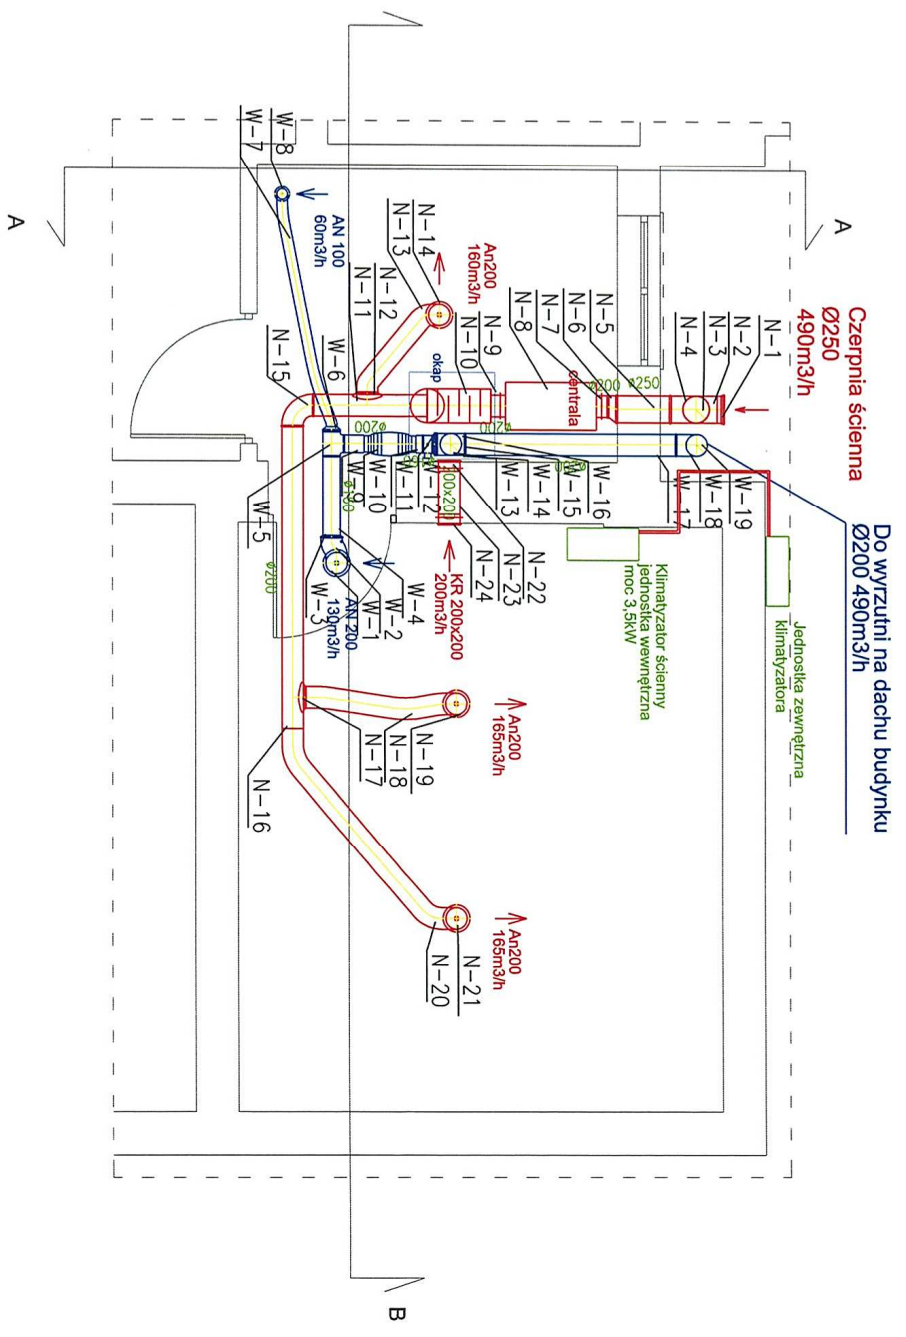 Czerpnia ścienna
Ø250
490m3/h
Do wyrzutni na dachu budynku
Ø200 490m3/h
Jednostka zewnętrzna
klimatyzatora
Klimatyzator ścienny
jednostka wewnętrzna
moc 3,5kW
A
A
B
N-1
N-2
N-3
N-4
N-5
N-6
N-7
N-8
N-9
N-10
An200
160m3/h
N-14
N-13
N-12
N-11
N-15
AN 100
60m3/h
W-8
W-7
W-6
W-5
centrala
okap
ø250
ø200
ø200
ø200
ø200
W-19
W-18
W-17
W-16
W-15
W-14
W-13
W-12
W-11
W-10
W-9
200x200
N-22
N-23
N-24
KR 200x200
200m3/h
W-4
W-2
W-1
W-3
AN 200
130m3/h
An200
165m3/h
N-19
N-18
N-17
N-16
An200
165m3/h
N-21
N-20